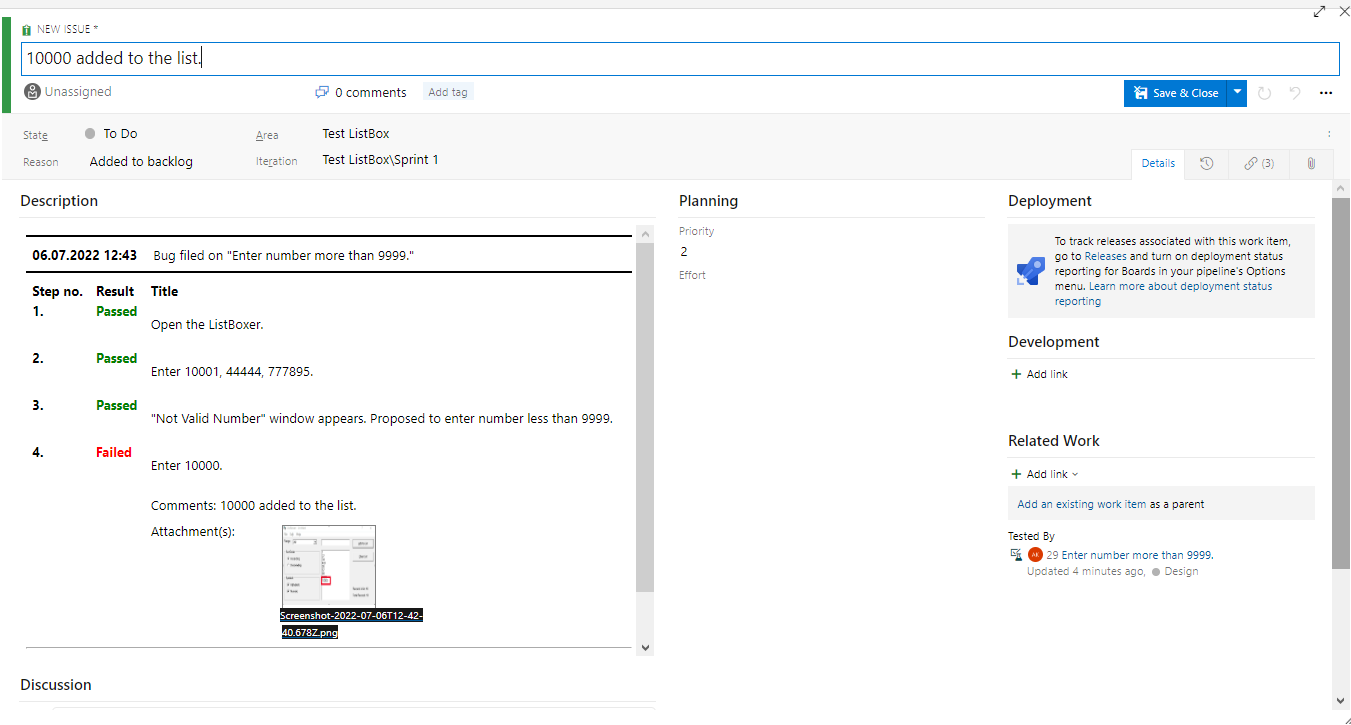 NEW ISSUE *
10000 added to the list.
Unassigned
0 comments
Add tag
Save & Close
State
To Do
Area
Test ListBox
Reason
Added to backlog
Iteration
Test ListBox\Sprint 1
Details
(3)
Description
06.07.2022 12:43 Bug filed on "Enter number more than 9999."
Step no. Result Title
1. Passed
Open the ListBoxer.
2. Passed
Enter 10001, 44444, 777895.
3. Passed
"Not Valid Number" window appears. Proposed to enter number less than 9999.
4. Failed
Enter 10000.
Comments: 10000 added to the list.
Attachment(s):
Screenshot-2022-07-06T12-42-
40.678Z.png
Discussion
Planning
Priority
2
Effort
Deployment
To track releases associated with this work item,
go to Releases and turn on deployment status
reporting for Boards in your pipeline's Options
menu. Learn more about deployment status
reporting
Development
Add link
Related Work
Add link
Add an existing work item as a parent
Tested By
AK 29 Enter number more than 9999.
Updated 4 minutes ago, Design